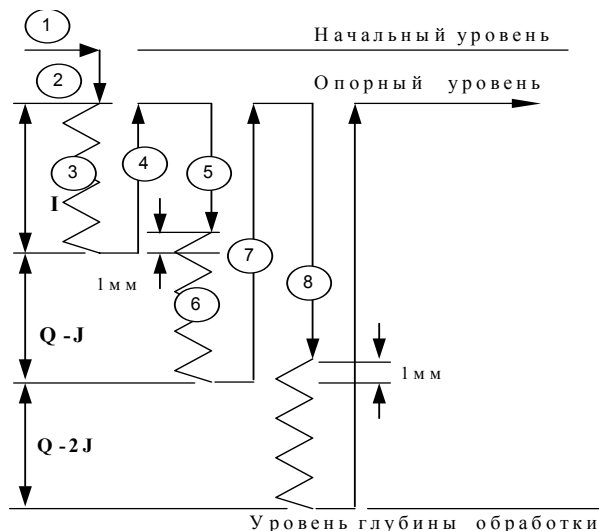 1
Начальный уровень
2
Опорный уровень
3
4
5
I
7
1мм
6
8
Q-J
1мм
Q-2J
Уровень глубины обработки